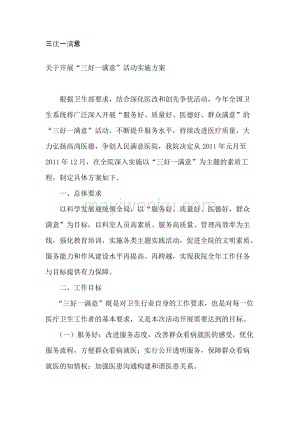 三优一满意
关于开展“三好一满意”活动实施方案
根据卫生部要求，结合深化医改和创先争优活动，今年全国卫
生系统将广泛深入开展“服务好、质量好、医德好、群众满意”的
“三好一满意”活动，不断提升服务水平，持续改进医疗质量，大
力弘扬高尚医德，争创人民满意医院，我院决定从 2011 年元月至
2011 年 12 月，在全院深入实施以“三好一满意”为主题的素质工
程，制定具体方案如下。
一、总体要求
以科学发展观统领全局，以“服务好、质量好、医德好，群众
满意”为目标，以科室人员高素质、服务高质量、管理高效率为主
线，强化教育培训、实施各类主题实践活动，促进全院的文明素质、
服务能力和作风建设水平再提高、再跨越，实现我院全年工作任务
与目标提供有力保障。
二、工作目标
“三好一满意”既是对卫生行业自身的工作要求，也是对每一位
医疗卫生工作者的基本要求，又是本次活动开展需要达到的目标。
（一）服务好：改进服务态度，改善群众看病就医的感受；优化
服务流程，方便群众看病就医；实行公开透明服务，保障群众看病
就医的知情权；加强医患沟通构建和谐医患关系。